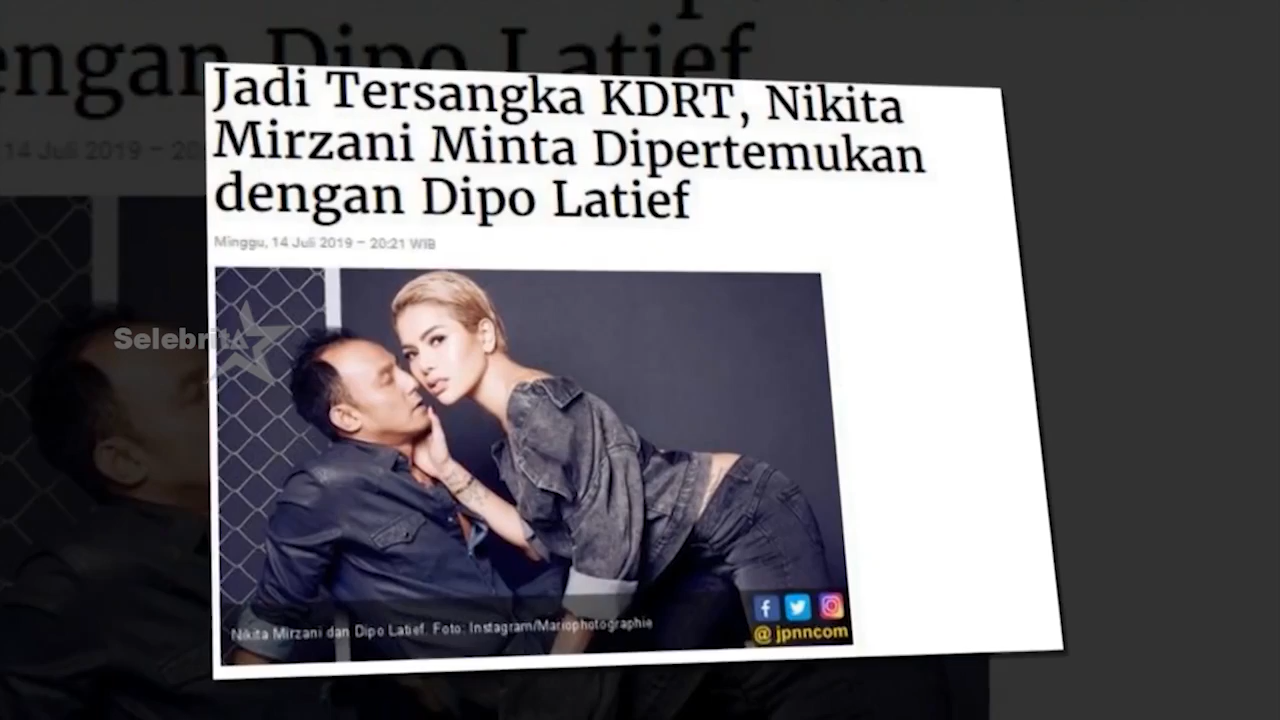 engan Dipo Latief
14 Juli 2019 – 20
Jadi Tersangka KDRT, Nikita
Mirzani Minta Dipertemukan
dengan Dipo Latief
Minggu, 14 Juli 2019 – 20:21 WIB
Selebrita
Nikita Mirzani dan Dipo Latief. Foto: Instagram/Mariophotographie
@jpnncom